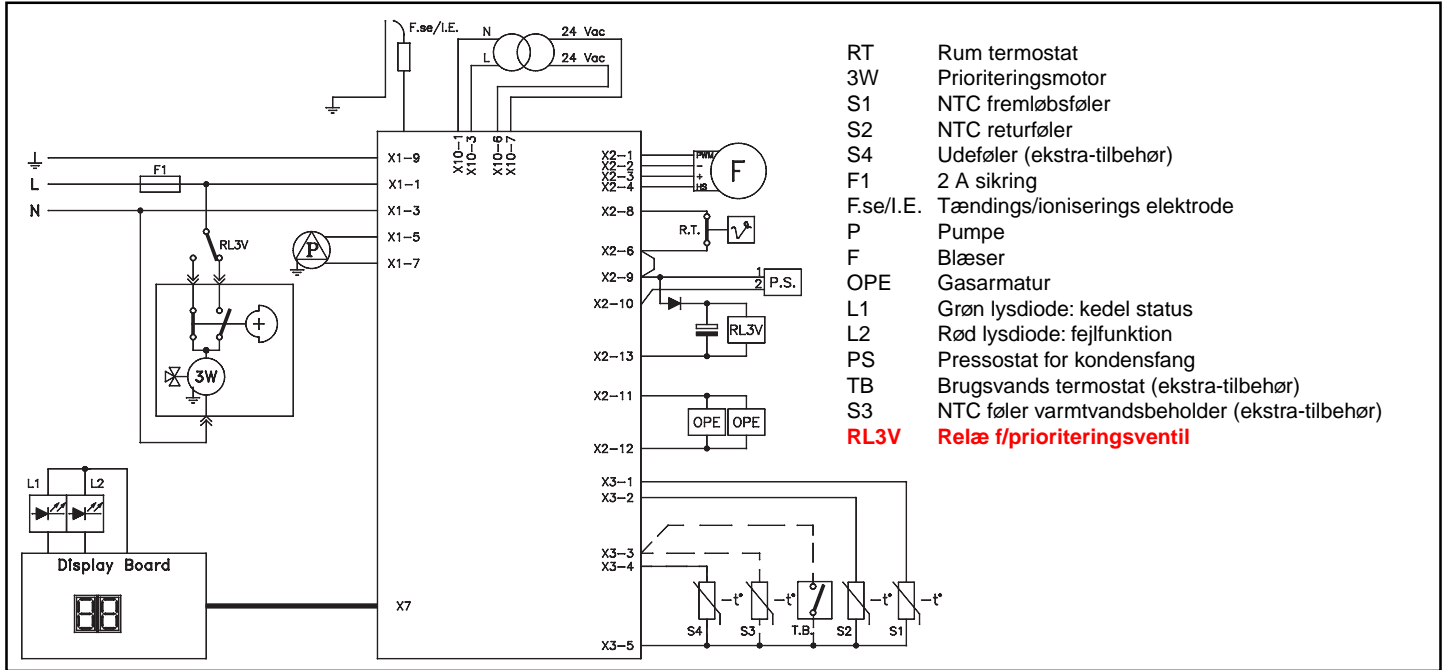 F.se/I.E.
N
24 Vac
L
24 Vac
X10-1
X10-3
X10-6
X10-7
F1
L
N
X1-9
X1-1
X1-3
X1-5
X1-7
P
RL3V
3W
X2-1
X2-2
X2-3
X2-4
PWM
-
+
HS
F
X2-8
R.T.
X2-6
X2-9
1
2
P.S.
X2-10
RL3V
X2-13
X2-11
OPE
OPE
X2-12
X3-1
X3-2
X3-3
X3-4
-t°
-t°
-t°
-t°
S4
S3
T.B.
S2
S1
X3-5
L1
L2
Display Board
88
X7
RT Rum termostat
3W Prioriteringsmotor
S1 NTC fremløbsføler
S2 NTC returføler
S4 Udeføler (ekstra-tilbehør)
F1 2 A sikring
F.se/I.E. Tændings/ioniserings elektrode
P Pumpe
F Blæser
OPE Gasarmatur
L1 Grøn lysdiode: kedel status
L2 Rød lysdiode: fejlfunktion
PS Pressostat for kondensfang
TB Brugsvands termostat (ekstra-tilbehør)
S3 NTC føler varmtvandsbeholder (ekstra-tilbehør)
RL3V Relæ f/prioriteringsventil